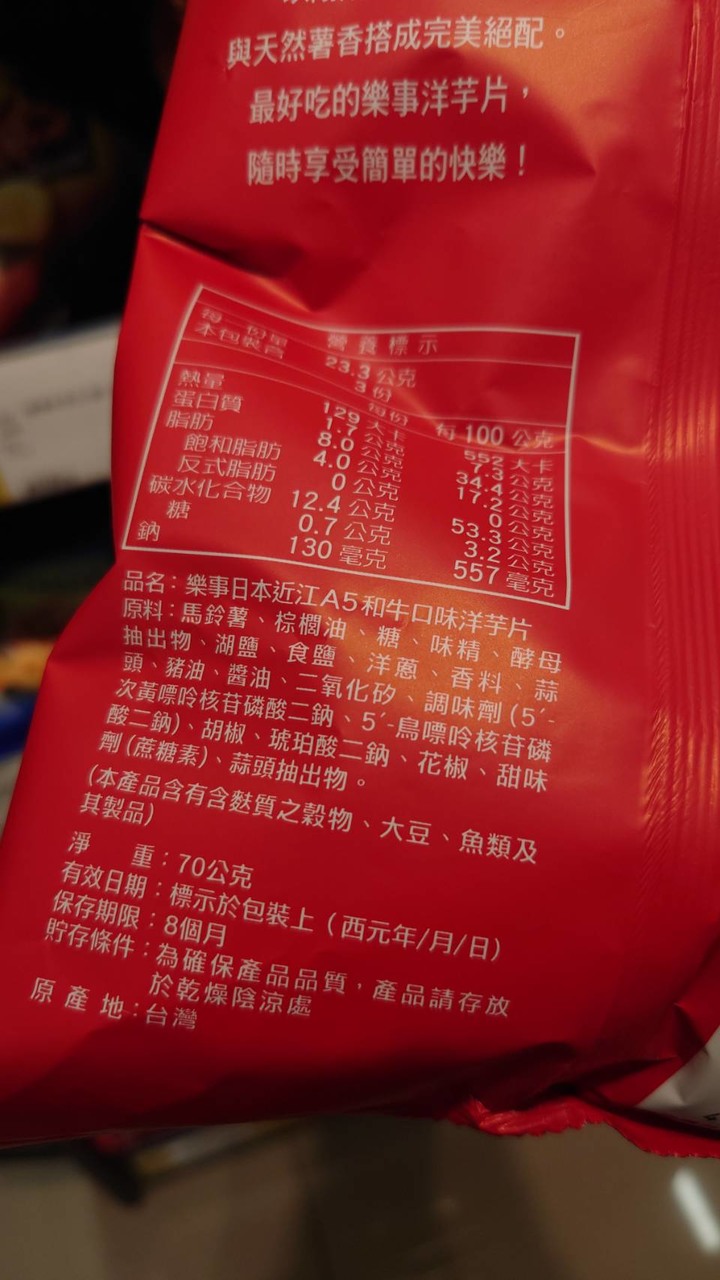 與天然薯香搭成完美絕配。
最好吃的樂事洋芋片，
隨時享受簡單的快樂！
營養標示
每一份量 23.3 公克
本包裝含 3 份
每份 每 100 公克
熱量 129 大卡 552 大卡
蛋白質 1.7 公克 7.3 公克
脂肪 8.0 公克 34.4 公克
飽和脂肪 4.0 公克 17.2 公克
反式脂肪 0 公克 0 公克
碳水化合物 12.4 公克 53.3 公克
糖 0.7 公克 3.2 公克
鈉 130 毫克 557 毫克
品名：樂事日本近江A5和牛口味洋芋片
原料：馬鈴薯、棕櫚油、糖、味精、酵母
抽出物、湖鹽、食鹽、洋蔥、香料、蒜
頭、豬油、醬油、二氧化矽、調味劑(5´-
次黃嘌呤核苷磷酸二鈉、5´-鳥嘌呤核苷磷
酸二鈉)、胡椒、琥珀酸二鈉、花椒、甜味
劑(蔗糖素)、蒜頭抽出物。
(本產品含有含麩質之穀物、大豆、魚類及
其製品)
淨 重：70公克
有效日期：標示於包裝上（西元年/月/日）
保存期限：8個月
貯存條件：為確保產品品質，產品請存放
於乾燥陰涼處
原 產 地：台灣